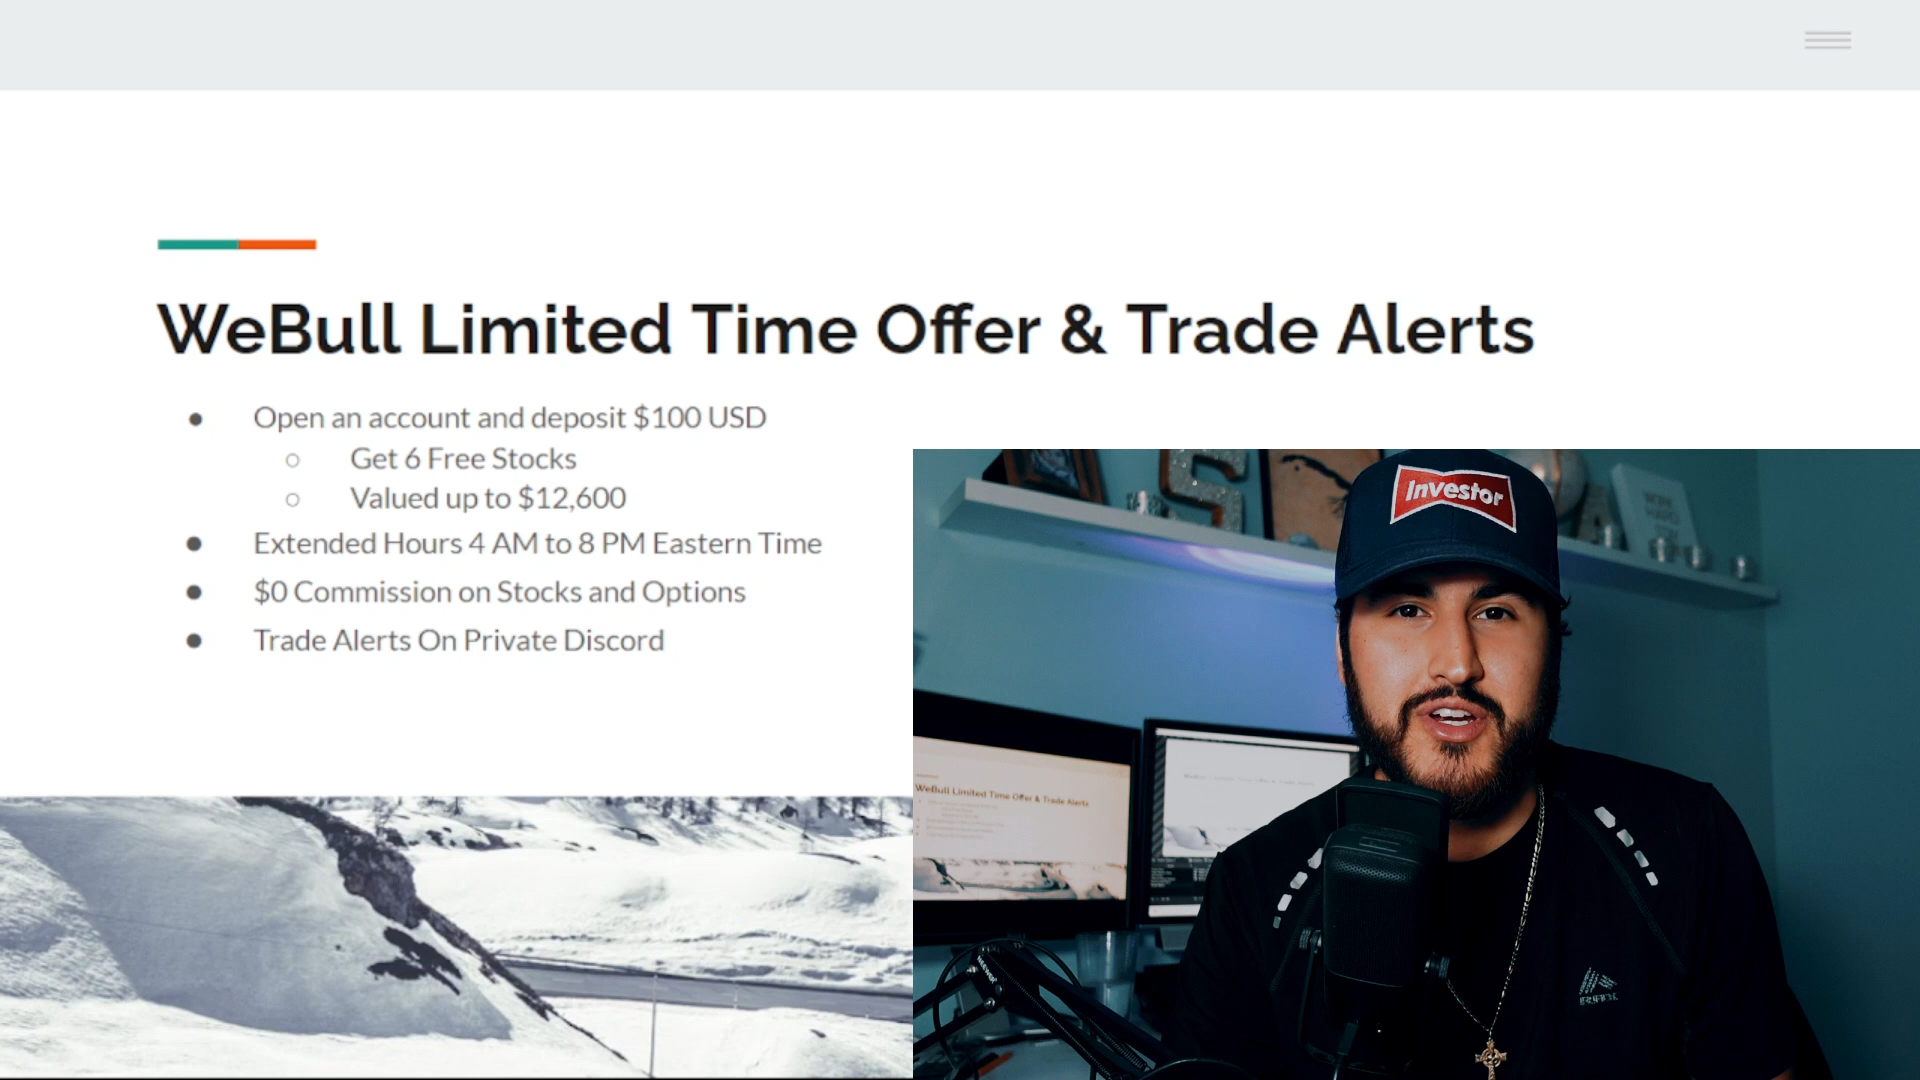 WeBull Limited Time Offer & Trade Alerts
● Open an account and deposit $100 USD
○ Get 6 Free Stocks
○ Valued up to $12,600
● Extended Hours 4 AM to 8 PM Eastern Time
● $0 Commission on Stocks and Options
● Trade Alerts On Private Discord
Investor
WeBull Limited Time Offer & Trade Alerts
NEEWER